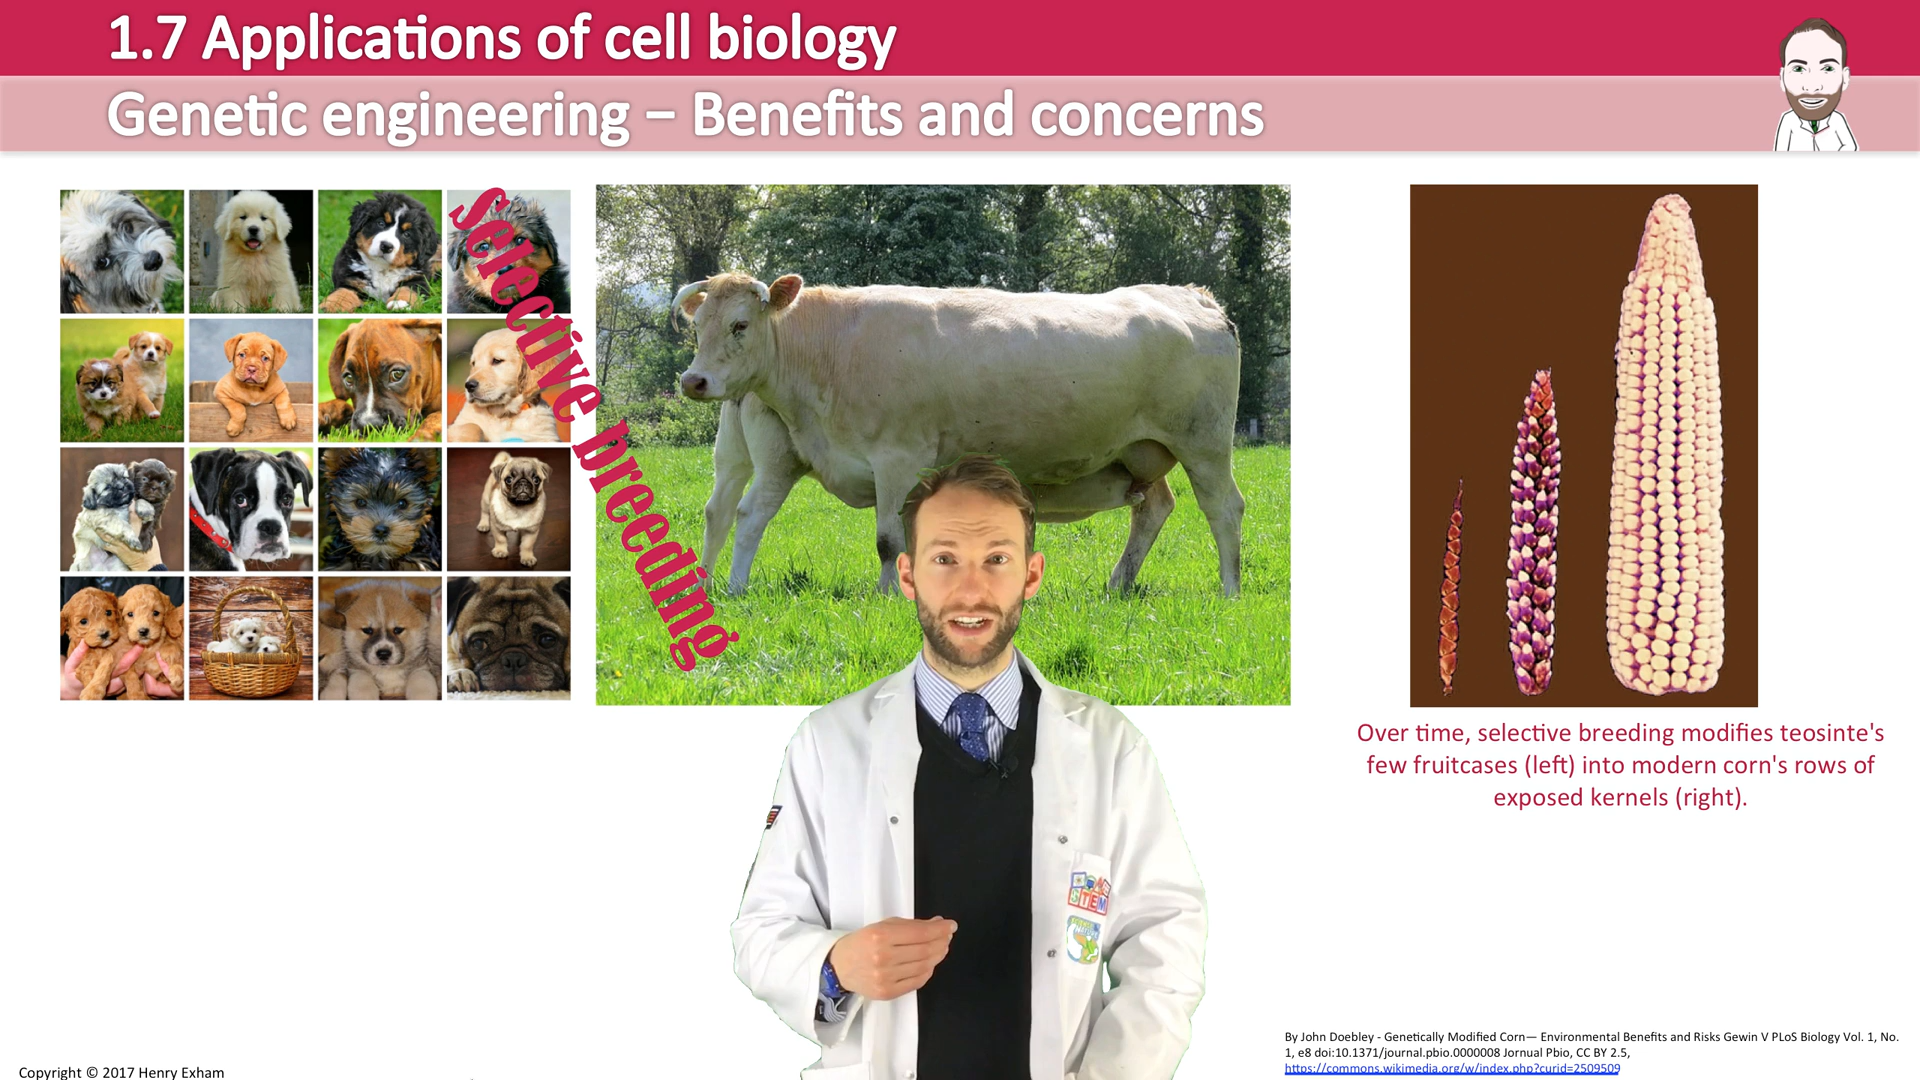 1.7 Applications of cell biology
Genetic engineering – Benefits and concerns
selective breeding
Over time, selective breeding modifies teosinte's
few fruitcases (left) into modern corn's rows of
exposed kernels (right).
STEM
By John Doebley - Genetically Modified Corn— Environmental Benefits and Risks Gewin V PLoS Biology Vol. 1, No.
1, e8 doi:10.1371/journal.pbio.0000008 Jornual Pbio, CC BY 2.5,
https://commons.wikimedia.org/w/index.php?curid=2509509
Copyright © 2017 Henry Exham